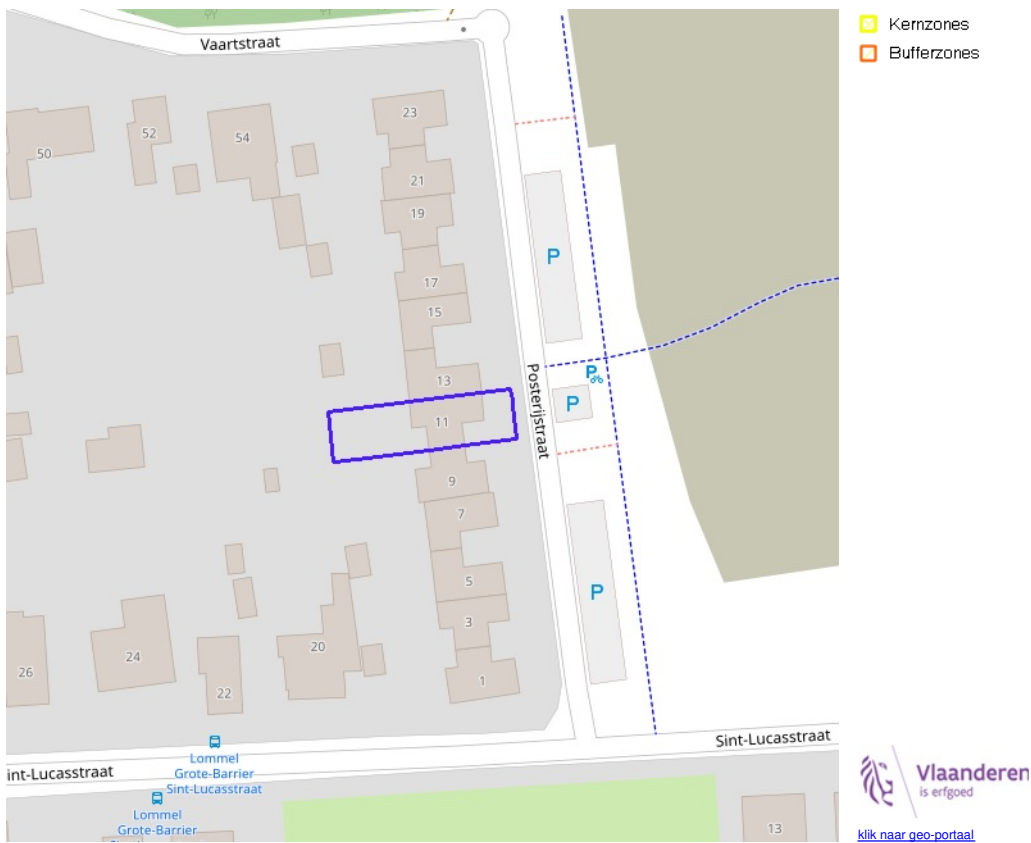 Vaartstraat
Kernzones
Bufferzones
23
52
54
50
21
19
17
15
P
13
P
P
11
Posterijstraat
9
7
5
P
3
20
24
26
1
22
Sint-Lucasstraat
Lommel
Grote-Barrier
Sint-Lucasstraat
int-Lucasstraat
Lommel
Grote-Barrier
13
Vlaanderen
is erfgoed
klik naar geo-portaal